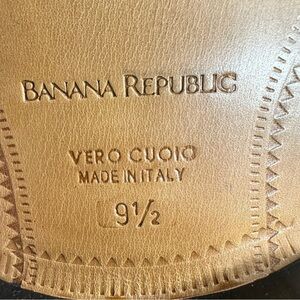 BANANA REPUBLIC
VERO CUOIO
MADE IN ITALY
9½